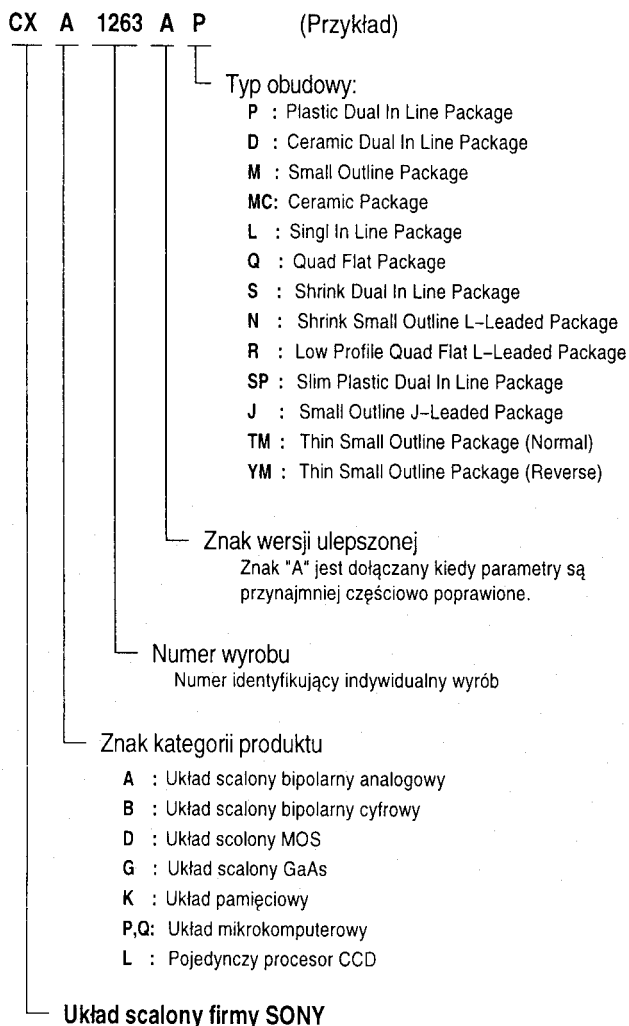 CX A 1263 A P (Przykład)
Typ obudowy:
P : Plastic Dual In Line Package
D : Ceramic Dual In Line Package
M : Small Outline Package
MC: Ceramic Package
L : Singl In Line Package
Q : Quad Flat Package
S : Shrink Dual In Line Package
N : Shrink Small Outline L-Leaded Package
R : Low Profile Quad Flat L-Leaded Package
SP : Slim Plastic Dual In Line Package
J : Small Outline J-Leaded Package
TM : Thin Small Outline Package (Normal)
YM : Thin Small Outline Package (Reverse)
Znak wersji ulepszonej
Znak "A" jest dołączany kiedy parametry są
przynajmniej częściowo poprawione.
Numer wyrobu
Numer identyfikujący indywidualny wyrób
Znak kategorii produktu
A : Układ scalony bipolarny analogowy
B : Układ scalony bipolarny cyfrowy
D : Układ scolony MOS
G : Układ scalony GaAs
K : Układ pamięciowy
P,Q: Układ mikrokomputerowy
L : Pojedynczy procesor CCD
Układ scalony firmy SONY